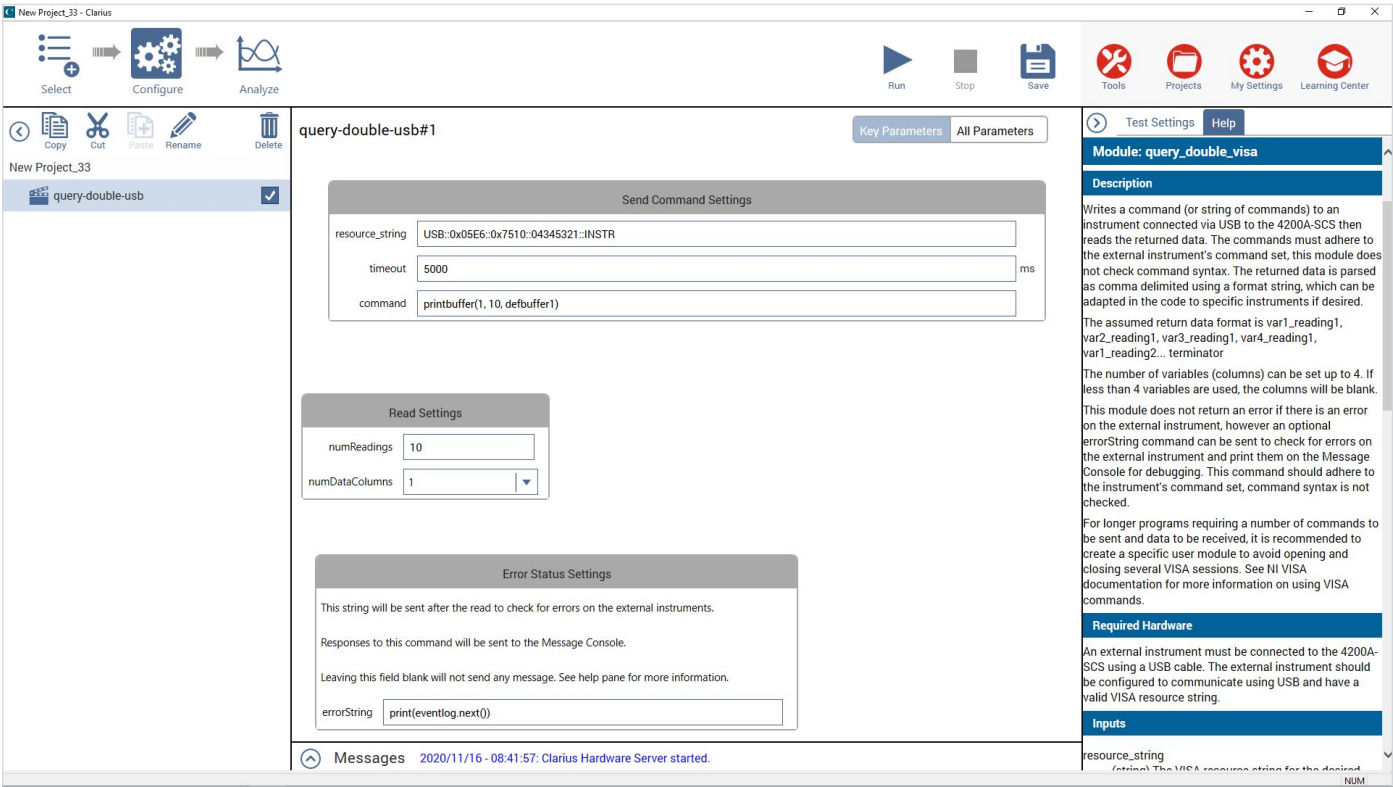 New Project_33 - Clarius
Select
Configure
Analyze
Run
Stop
Save
Tools
Projects
My Settings
Learning Center
Copy
Cut
Paste
Rename
Delete
New Project_33
query-double-usb
query-double-usb#1
Key Parameters
All Parameters
Send Command Settings
resource_string USB::0x05E6::0x7510::04345321::INSTR
timeout 5000 ms
command printbuffer(1, 10, defbuffer1)
Read Settings
numReadings 10
numDataColumns 1
Error Status Settings
This string will be sent after the read to check for errors on the external instruments.
Responses to this command will be sent to the Message Console.
Leaving this field blank will not send any message. See help pane for more information.
errorString print(eventlog.next())
Messages 2020/11/16 - 08:41:57: Clarius Hardware Server started.
Test Settings
Help
Module: query_double_visa
Description
Writes a command (or string of commands) to an
instrument connected via USB to the 4200A-SCS then
reads the returned data. The commands must adhere to
the external instrument's command set, this module does
not check command syntax. The returned data is parsed
as comma delimited using a format string, which can be
adapted in the code to specific instruments if desired.
The assumed return data format is var1_reading1,
var2_reading1, var3_reading1, var4_reading1,
var1_reading2... terminator
The number of variables (columns) can be set up to 4. If
less than 4 variables are used, the columns will be blank.
This module does not return an error if there is an error
on the external instrument, however an optional
errorString command can be sent to check for errors on
the external instrument and print them on the Message
Console for debugging. This command should adhere to
the instrument's command set, command syntax is not
checked.
For longer programs requiring a number of commands to
be sent and data to be received, it is recommended to
create a specific user module to avoid opening and
closing several VISA sessions. See NI VISA
documentation for more information on using VISA
commands.
Required Hardware
An external instrument must be connected to the 4200A-
SCS using a USB cable. The external instrument should
be configured to communicate using USB and have a
valid VISA resource string.
Inputs
resource_string
(string) The VISA resource string for the desired
NUM